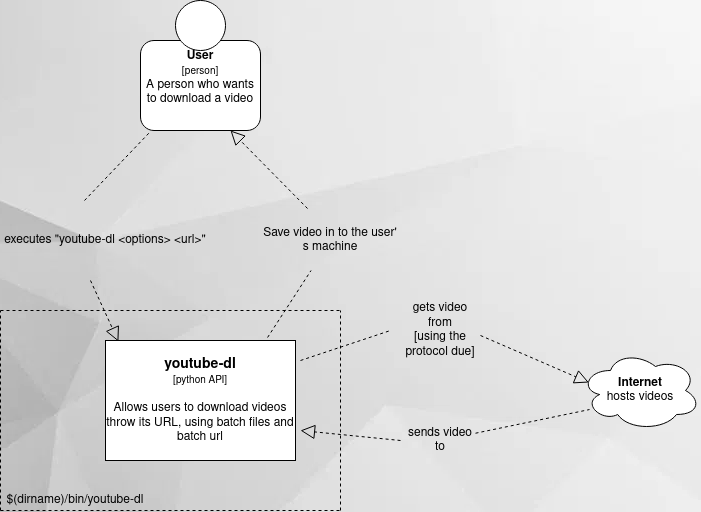 User
[person]
A person who wants
to download a video
executes "youtube-dl <options> <url>"
Save video in to the user'
s machine
gets video
from
[using the
protocol due]
youtube-dl
[python API]
Allows users to download videos
throw its URL, using batch files and
batch url
Internet
hosts videos
sends video
to
$(dirname)/bin/youtube-dl